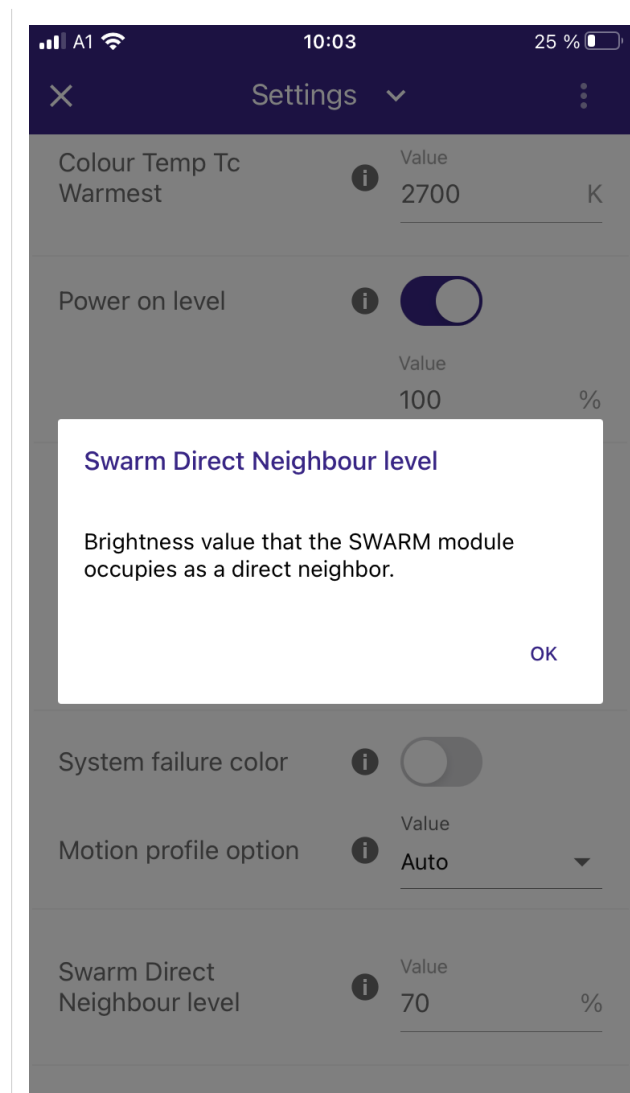 A1 10:03 25 %
Settings
Colour Temp Tc
Warmest
Value
2700 K
Power on level
Value
100 %
Swarm Direct Neighbour level
Brightness value that the SWARM module
occupies as a direct neighbor.
OK
System failure color
Motion profile option
Value
Auto
Swarm Direct
Neighbour level
Value
70 %